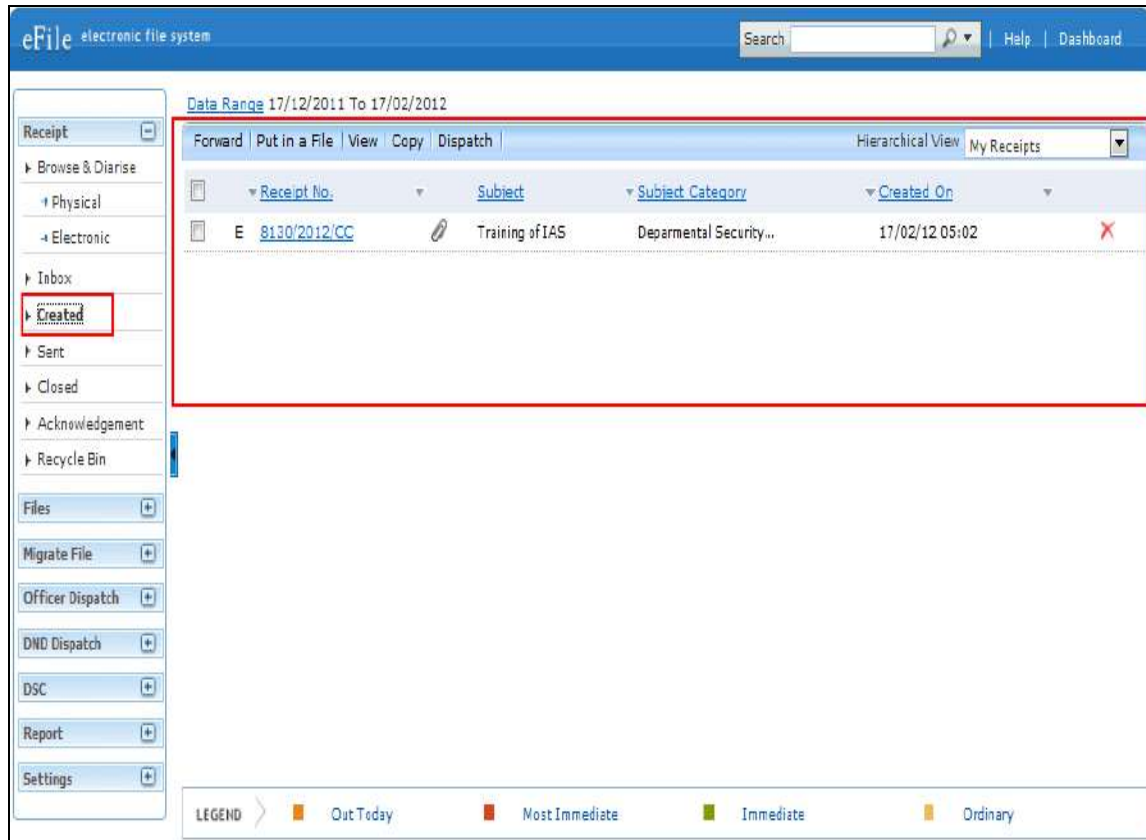 eFile electronic file system
Search
| Help | Dashboard
Data Range 17/12/2011 To 17/02/2012
Receipt
Browse & Diarise
Physical
Electronic
Inbox
Created
Sent
Closed
Acknowledgement
Recycle Bin
Files
Migrate File
Officer Dispatch
DND Dispatch
DSC
Report
Settings
Forward | Put in a File | View | Copy | Dispatch |
Hierarchical View My Receipts
Receipt No. Subject Subject Category Created On
E 8130/2012/CC Training of IAS Deparmental Security... 17/02/12 05:02
LEGEND Out Today Most Immediate Immediate Ordinary